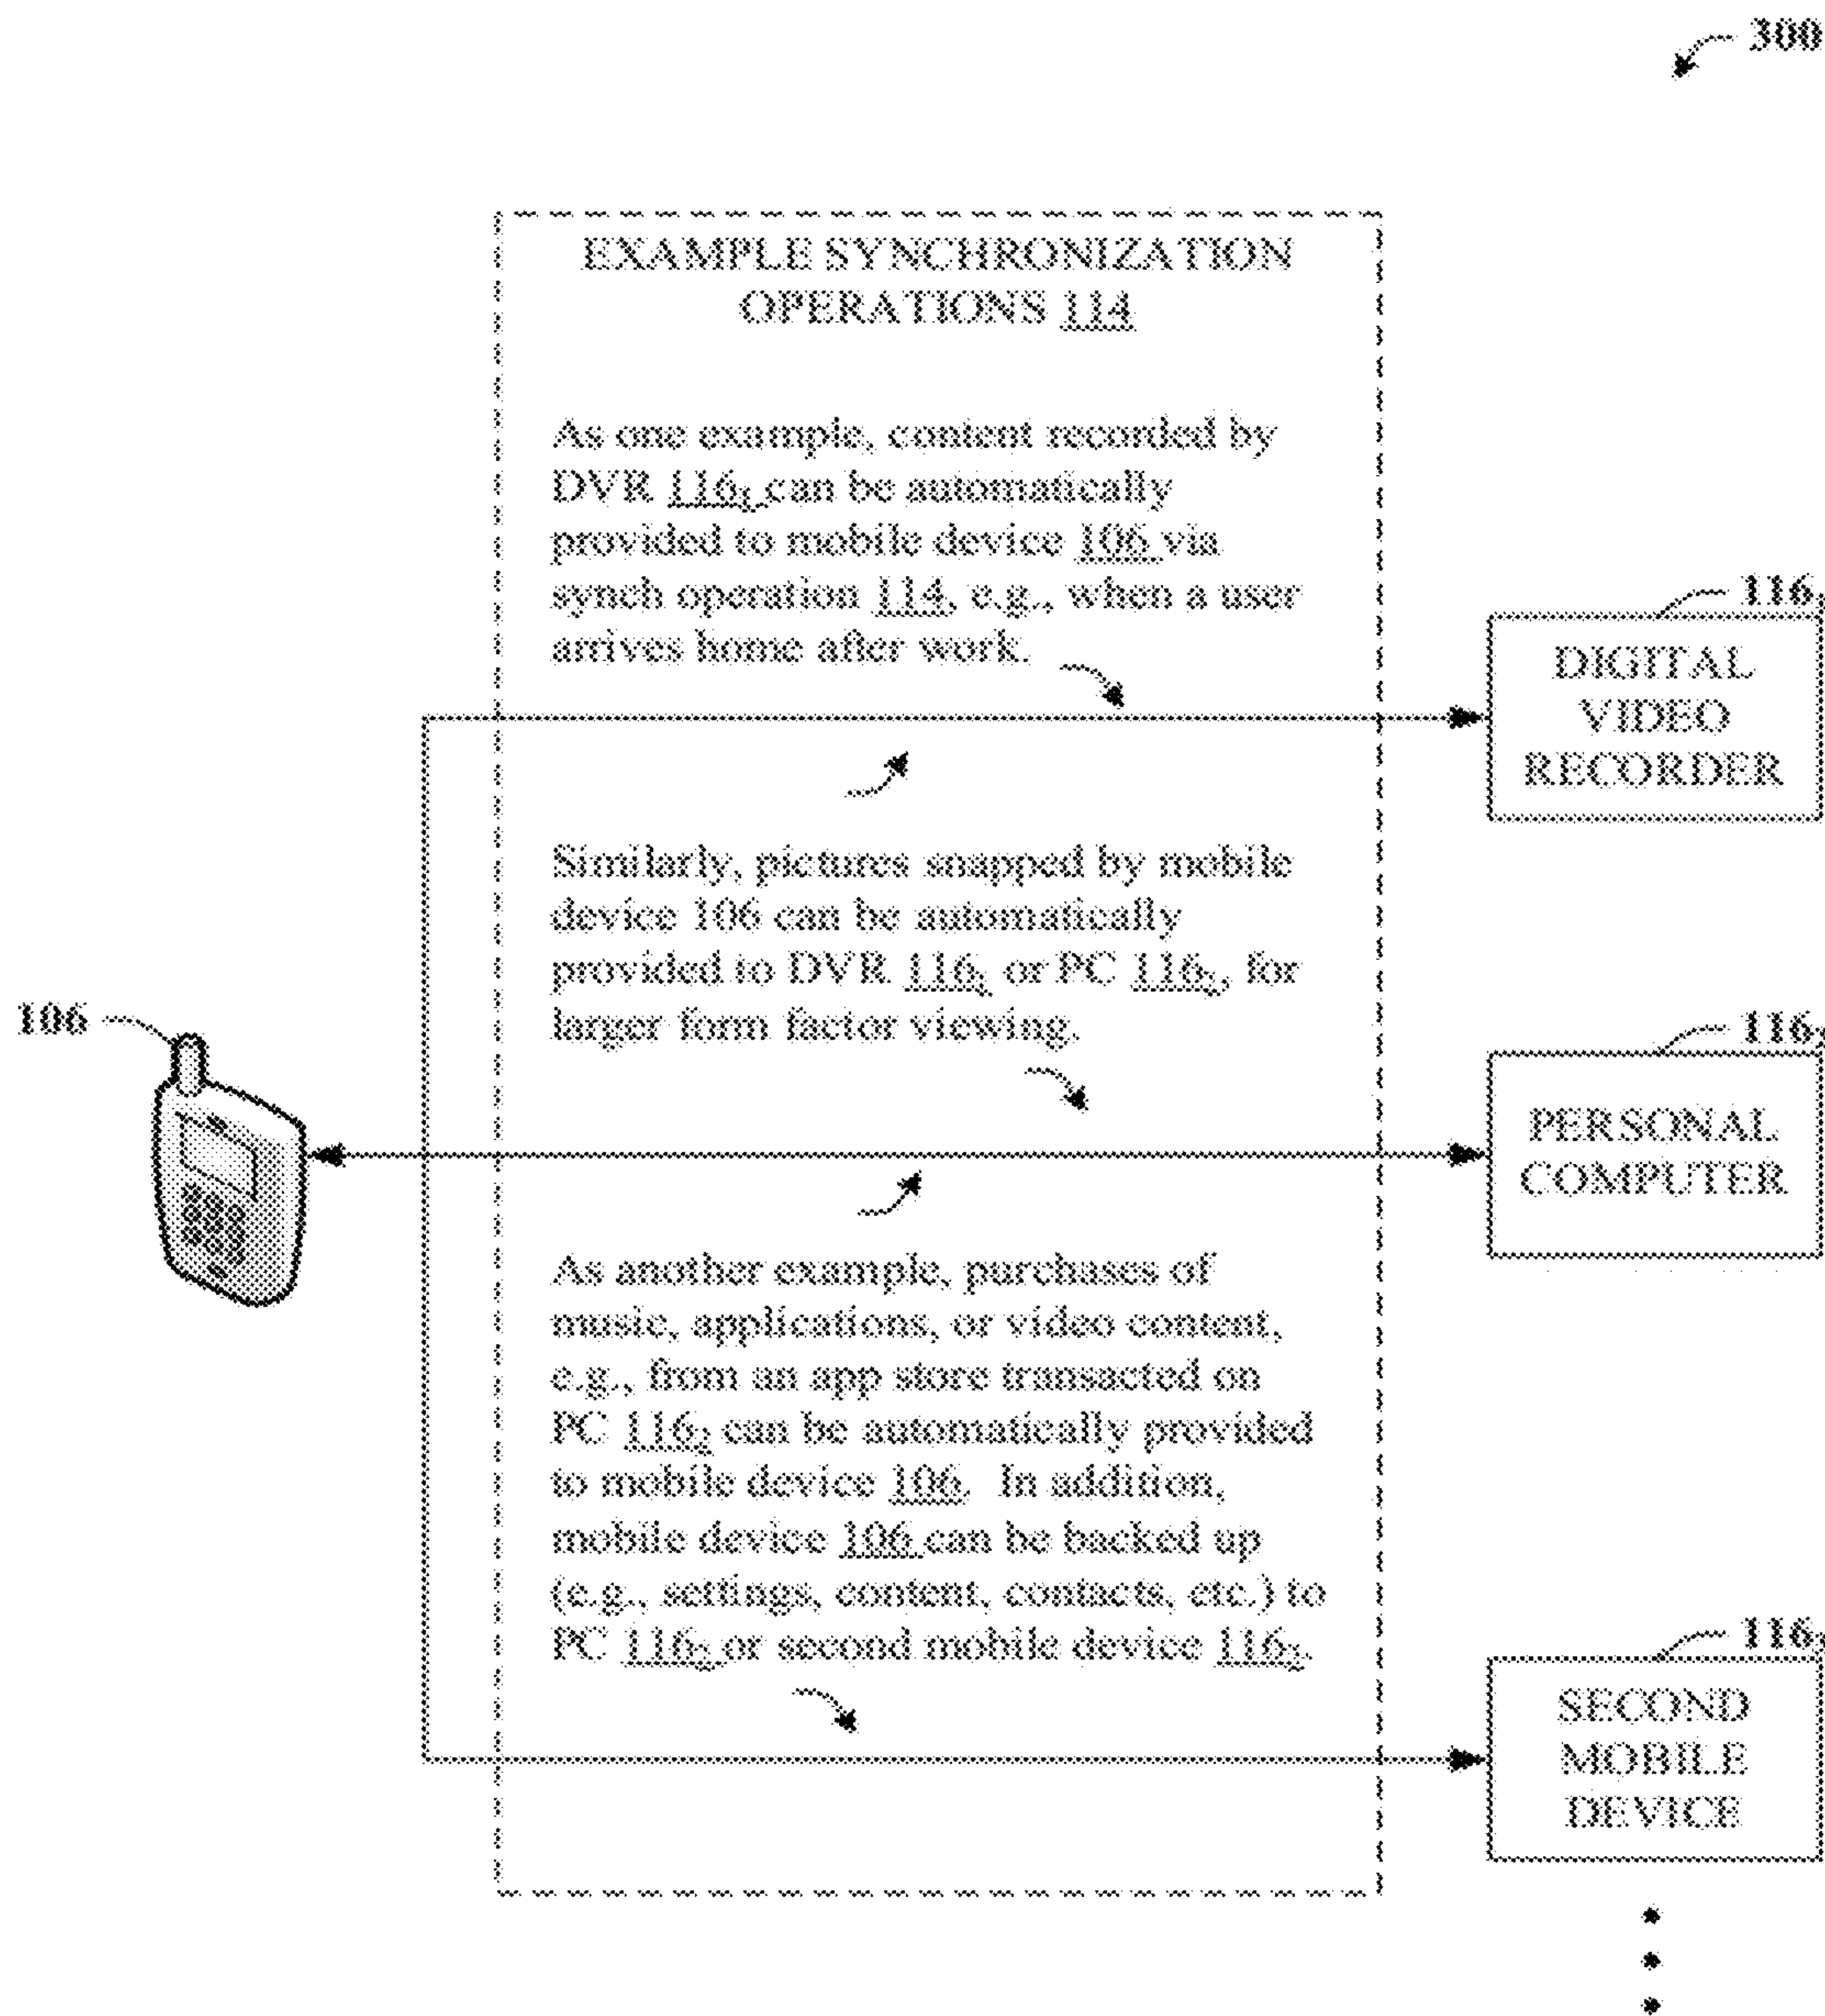 300
EXAMPLE SYNCHRONIZATION
OPERATIONS 114
As one example, content recorded by
DVR 116₁ can be automatically
provided to mobile device 106 via
synch operation 114, e.g., when a user
arrives home after work.
116
DIGITAL
VIDEO
RECORDER
Similarly, pictures snapped by mobile
device 106 can be automatically
provided to DVR 116₁ or PC 116₂, for
larger form factor viewing.
106
116
PERSONAL
COMPUTER
As another example, purchases of
music, applications, or video content,
e.g., from an app store transacted on
PC 116₂ can be automatically provided
to mobile device 106. In addition,
mobile device 106 can be backed up
(e.g., settings, content, contacts, etc.) to
PC 116₂ or second mobile device 116₃.
116
SECOND
MOBILE
DEVICE